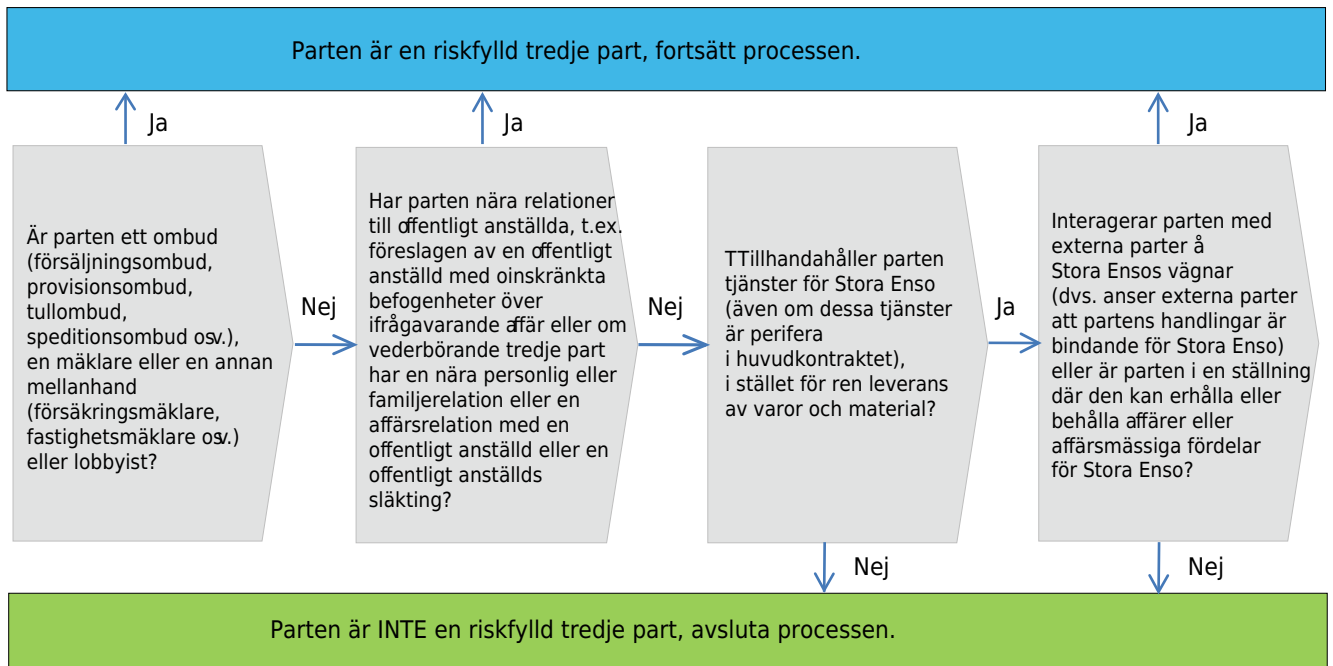 Parten är en riskfylld tredje part, fortsätt processen.
Ja
Ja
Ja
Är parten ett ombud
(försäljningsombud,
provisionsombud,
tullombud,
speditionsombud osv.),
en mäklare eller en annan
mellanhand
(försäkringsmäklare,
fastighetsmäklare osv.)
eller lobbyist?
Nej
Har parten nära relationer
till offentligt anställda, t.ex.
föreslagen av en offentligt
anställd med oinskränkta
befogenheter över
ifrågavarande affär eller om
vederbörande tredje part
har en nära personlig eller
familjerelation eller en
affärsrelation med en
offentligt anställd eller en
offentligt anställds
släkting?
Nej
TTillhandahåller parten
tjänster för Stora Enso
(även om dessa tjänster
är perifera
i huvudkontraktet),
i stället för ren leverans
av varor och material?
Ja
Interagerar parten med
externa parter å
Stora Ensos vägnar
(dvs. anser externa parter
att partens handlingar är
bindande för Stora Enso)
eller är parten i en ställning
där den kan erhålla eller
behålla affärer eller
affärsmässiga fördelar
för Stora Enso?
Nej
Nej
Parten är INTE en riskfylld tredje part, avsluta processen.